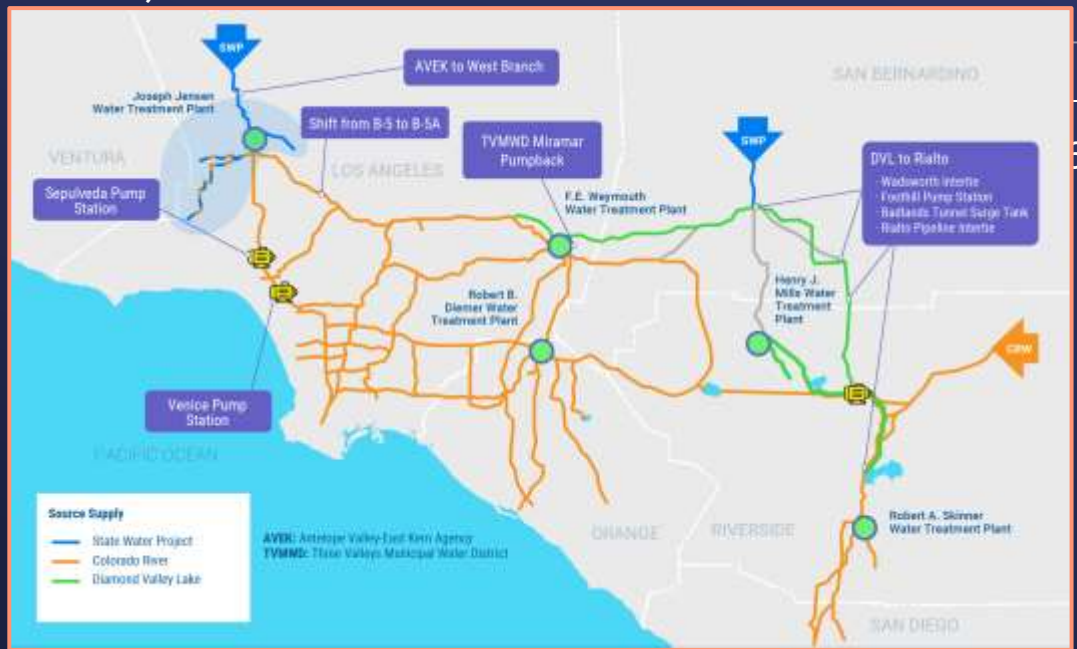 SWP
AVEK to West Branch
SAN BERNARDINO
Joseph Jensen
Water Treatment Plant
Shift from B-5 to B-5A
TVMWD Miramar
Pumpback
SWP
DVL to Rialto
- Wadsworth Intertie
- Foothill Pump Station
- Badlands Tunnel Surge Tank
- Rialto Pipeline Intertie
VENTURA
LOS ANGELES
Sepulveda Pump
Station
F.E. Weymouth
Water Treatment Plant
Henry J.
Mills Water
Treatment
Plant
Robert B.
Diemer Water
Treatment Plant
CRW
Venice Pump
Station
PACIFIC OCEAN
Source Supply
State Water Project
Colorado River
Diamond Valley Lake
AVEK: Antelope Valley-East Kern Agency
TVMWD: Three Valleys Municipal Water District
ORANGE
RIVERSIDE
Robert A. Skinner
Water Treatment Plant
SAN DIEGO